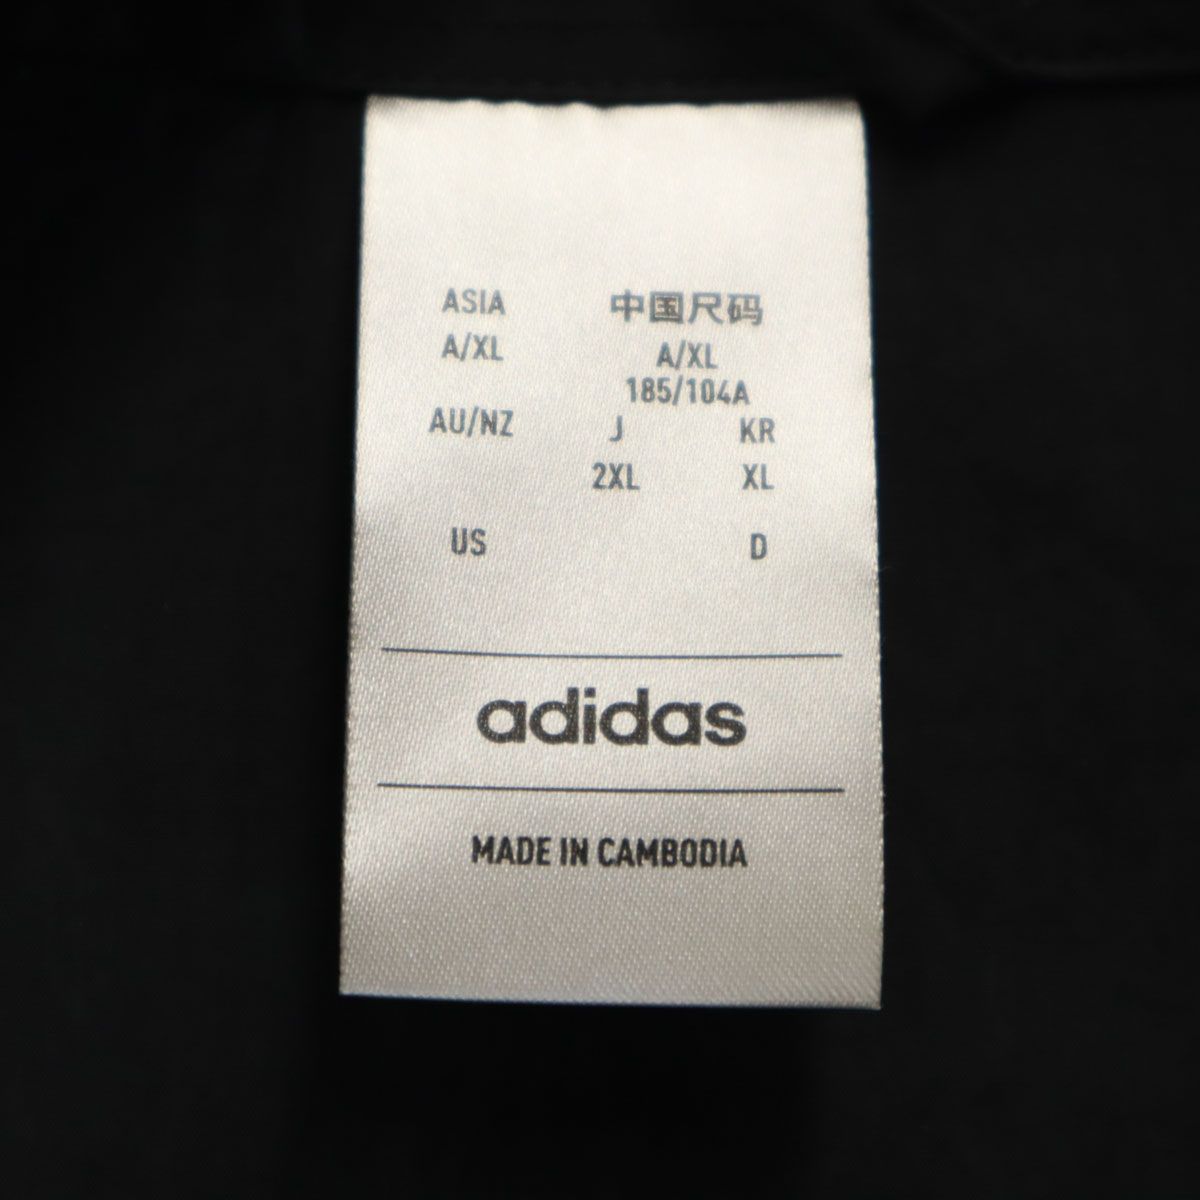 ASIA 中国尺码
A/XL A/XL
185/104A
AU/NZ J KR
2XL XL
US D
adidas
MADE IN CAMBODIA